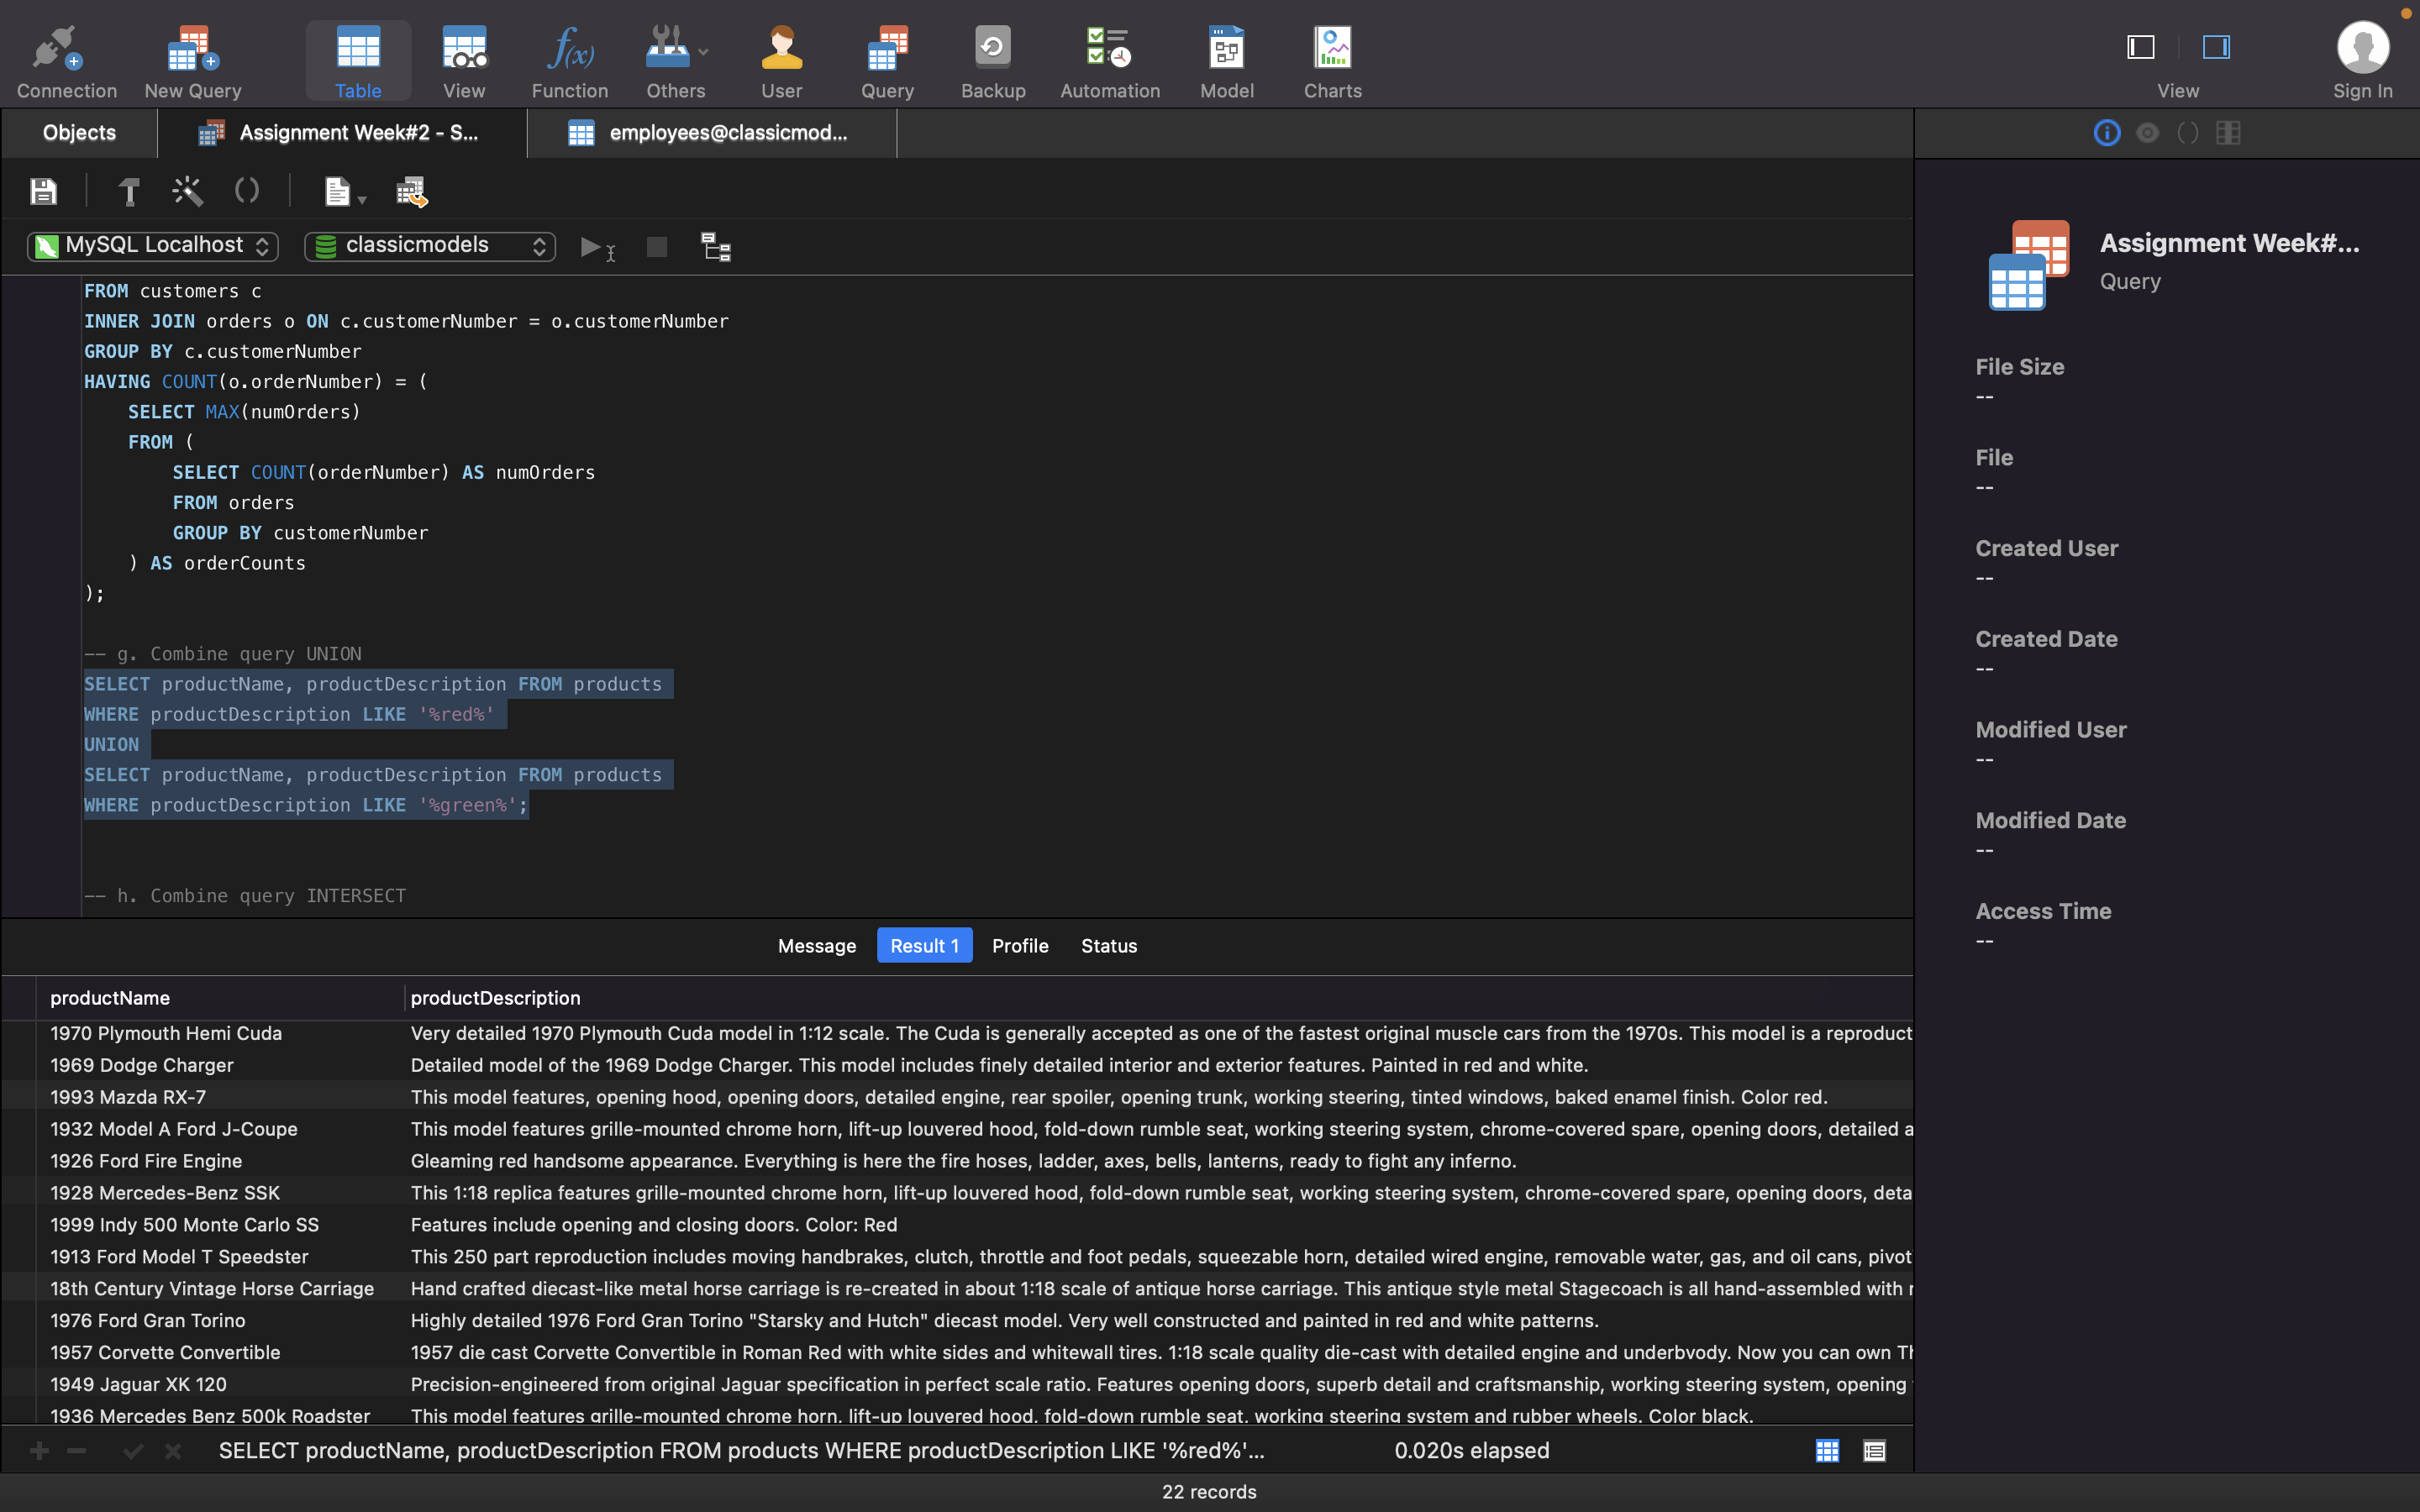 Connection
New Query
Table
View
Function
Others
User
Query
Backup
Automation
Model
Charts
View
Sign In
Objects
Assignment Week#2 - S...
employees@classicmod...
MySQL Localhost
classicmodels
FROM customers c
INNER JOIN orders o ON c.customerNumber = o.customerNumber
GROUP BY c.customerNumber
HAVING COUNT(o.orderNumber) = (
    SELECT MAX(numOrders)
    FROM (
        SELECT COUNT(orderNumber) AS numOrders
        FROM orders
        GROUP BY customerNumber
    ) AS orderCounts
);
-- g. Combine query UNION
SELECT productName, productDescription FROM products
WHERE productDescription LIKE '%red%'
UNION
SELECT productName, productDescription FROM products
WHERE productDescription LIKE '%green%';
-- h. Combine query INTERSECT
Assignment Week#...
Query
File Size
--
File
--
Created User
--
Created Date
--
Modified User
--
Modified Date
--
Access Time
--
Message Result 1 Profile Status
productName productDescription
1970 Plymouth Hemi Cuda Very detailed 1970 Plymouth Cuda model in 1:12 scale. The Cuda is generally accepted as one of the fastest original muscle cars from the 1970s. This model is a reproduct
1969 Dodge Charger Detailed model of the 1969 Dodge Charger. This model includes finely detailed interior and exterior features. Painted in red and white.
1993 Mazda RX-7 This model features, opening hood, opening doors, detailed engine, rear spoiler, opening trunk, working steering, tinted windows, baked enamel finish. Color red.
1932 Model A Ford J-Coupe This model features grille-mounted chrome horn, lift-up louvered hood, fold-down rumble seat, working steering system, chrome-covered spare, opening doors, detailed a
1926 Ford Fire Engine Gleaming red handsome appearance. Everything is here the fire hoses, ladder, axes, bells, lanterns, ready to fight any inferno.
1928 Mercedes-Benz SSK This 1:18 replica features grille-mounted chrome horn, lift-up louvered hood, fold-down rumble seat, working steering system, chrome-covered spare, opening doors, deta
1999 Indy 500 Monte Carlo SS Features include opening and closing doors. Color: Red
1913 Ford Model T Speedster This 250 part reproduction includes moving handbrakes, clutch, throttle and foot pedals, squeezable horn, detailed wired engine, removable water, gas, and oil cans, pivot
18th Century Vintage Horse Carriage Hand crafted diecast-like metal horse carriage is re-created in about 1:18 scale of antique horse carriage. This antique style metal Stagecoach is all hand-assembled with
1976 Ford Gran Torino Highly detailed 1976 Ford Gran Torino "Starsky and Hutch" diecast model. Very well constructed and painted in red and white patterns.
1957 Corvette Convertible 1957 die cast Corvette Convertible in Roman Red with white sides and whitewall tires. 1:18 scale quality die-cast with detailed engine and underbvody. Now you can own Th
1949 Jaguar XK 120 Precision-engineered from original Jaguar specification in perfect scale ratio. Features opening doors, superb detail and craftsmanship, working steering system, opening
1936 Mercedes Benz 500k Roadster This model features grille-mounted chrome horn, lift-up louvered hood, fold-down rumble seat, working steering system and rubber wheels. Color black.
SELECT productName, productDescription FROM products WHERE productDescription LIKE '%red%'... 0.020s elapsed
22 records